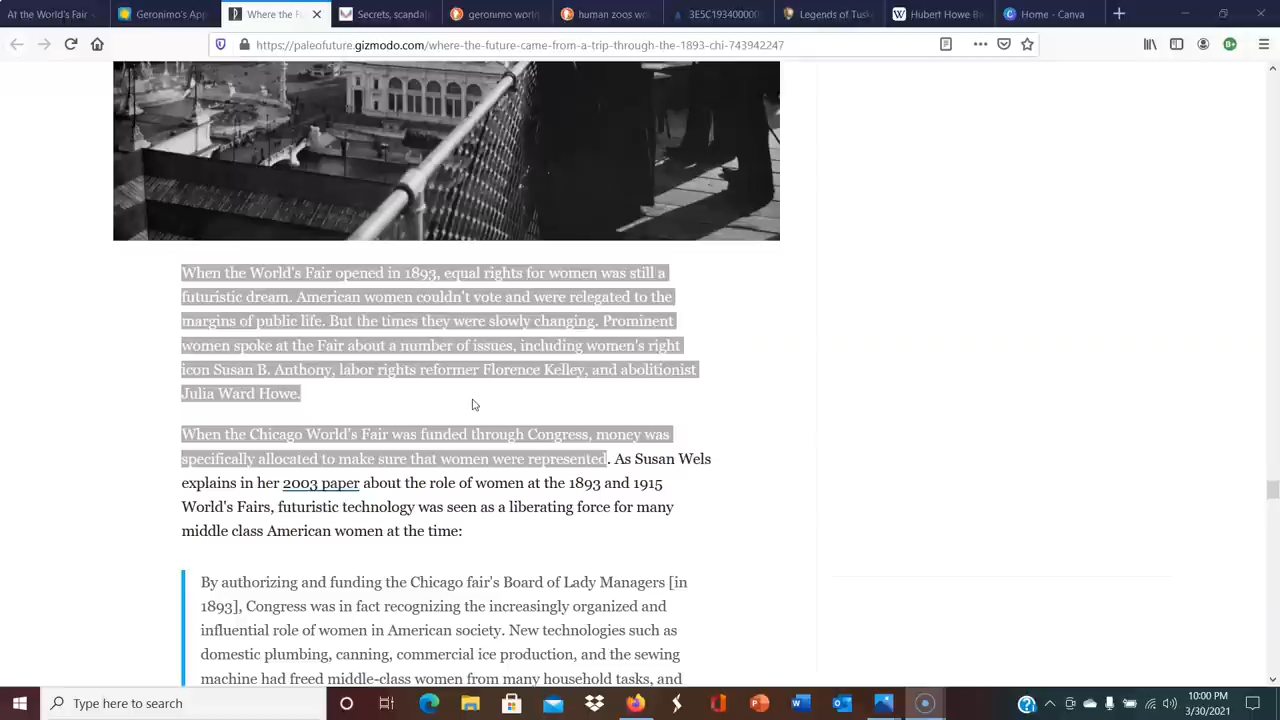 At the World's Fair
Geronimo's App
Where the F
Secrets, scandal
geronimo world
human zoos wo
3E5C19340000
Legends of Tusk
Hubert Howe B
Home - Canva
https://paleofuture.gizmodo.com/where-the-future-came-from-a-trip-through-the-1893-chi-743942247
When the World's Fair opened in 1893, equal rights for women was still a
futuristic dream. American women couldn't vote and were relegated to the
margins of public life. But the times they were slowly changing. Prominent
women spoke at the Fair about a number of issues, including women's right
icon Susan B. Anthony, labor rights reformer Florence Kelley, and abolitionist
Julia Ward Howe.
When the Chicago World's Fair was funded through Congress, money was
specifically allocated to make sure that women were represented. As Susan Wels
explains in her 2003 paper about the role of women at the 1893 and 1915
World's Fairs, futuristic technology was seen as a liberating force for many
middle class American women at the time:
By authorizing and funding the Chicago fair's Board of Lady Managers [in
1893], Congress was in fact recognizing the increasingly organized and
influential role of women in American society. New technologies such as
domestic plumbing, canning, commercial ice production, and the sewing
machine had freed middle-class women from many household tasks, and
Type here to search
10:00 PM
3/30/2021